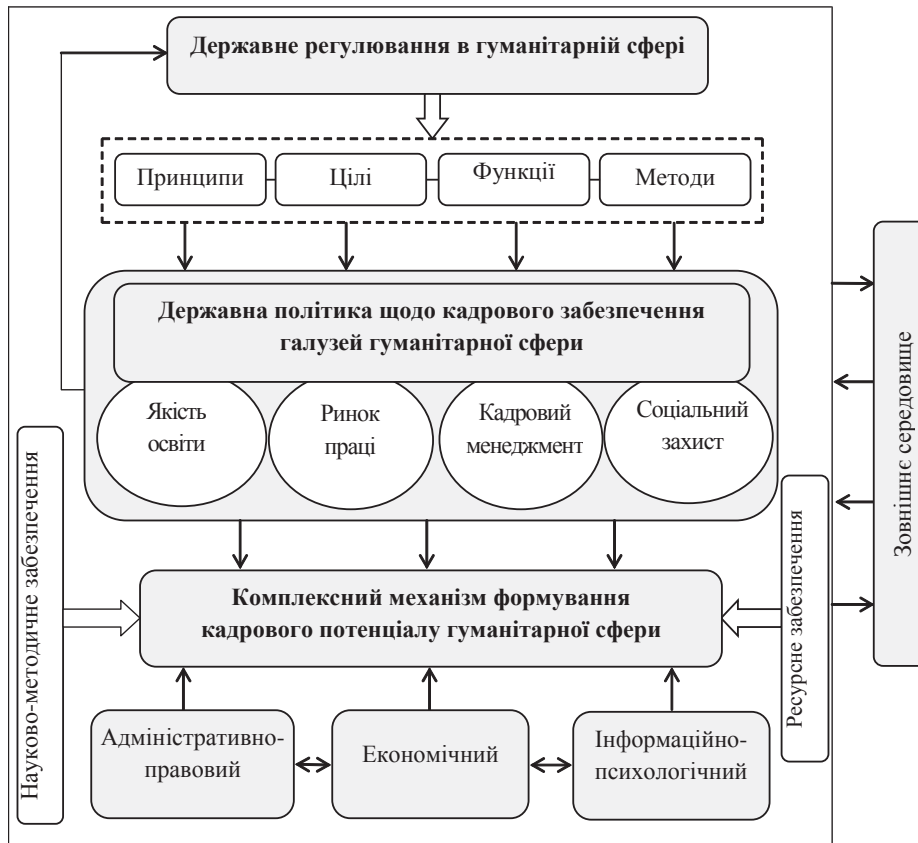 Державне регулювання в гуманітарній сфері
Принципи
Цілі
Функції
Методи
Державна політика щодо кадрового забезпечення
галузей гуманітарної сфери
Якість
освіти
Ринок
праці
Кадровий
менеджмент
Соціальний
захист
Комплексний механізм формування
кадрового потенціалу гуманітарної сфери
Адміністративно-
правовий
Економічний
Інформаційно-
психологічний
Науково-методичне забезпечення
Ресурсне забезпечення
Зовнішнє середовище